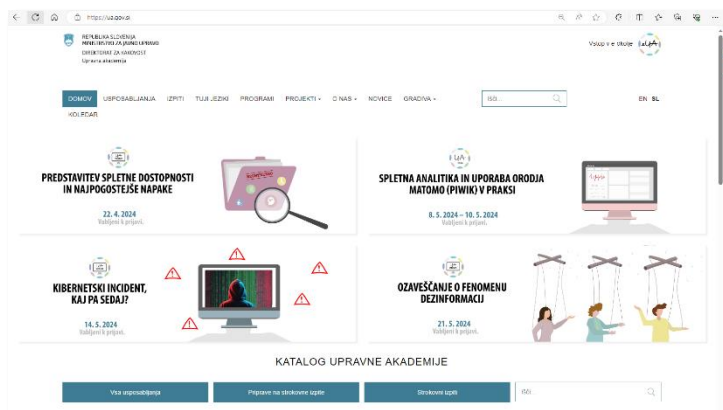 https://ua.gov.si
REPUBLIKA SLOVENIJA
MINISTRSTVO ZA JAVNO UPRAVO
DIREKTORAT ZA KAKOVOST
Upravna akademija
Vstop v e-okolje
DOMOV USPOSABLJANJA IZPITI TUJI JEZIKI PROGRAMI PROJEKTI O NAS NOVICE GRADIVA Išči... EN SL
KOLEDAR
PREDSTAVITEV SPLETNE DOSTOPNOSTI
IN NAJPOGOSTEJŠE NAPAKE
22. 4. 2024
Vabljeni k prijavi.
SPLETNA ANALITIKA IN UPORABA ORODJA
MATOMO (PIWIK) V PRAKSI
8. 5. 2024 – 10. 5. 2024
Vabljeni k prijavi.
KIBERNETSKI INCIDENT,
KAJ PA SEDAJ?
14. 5. 2024
Vabljeni k prijavi.
OZAVEŠČANJE O FENOMENU
DEZINFORMACIJ
21. 5. 2024
Vabljeni k prijavi.
KATALOG UPRAVNE AKADEMIJE
Vsa usposabljanja Priprave na strokovne izpite Strokovni izpiti Išči...